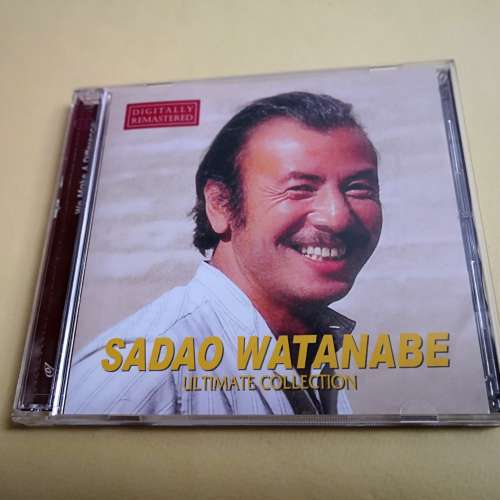 DIGITALLY
REMASTERED
SADAO WATANABE
ULTIMATE COLLECTION